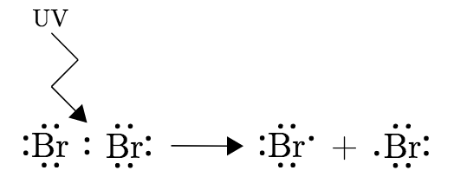 UV
:Br : Br: → :Br· + .Br: